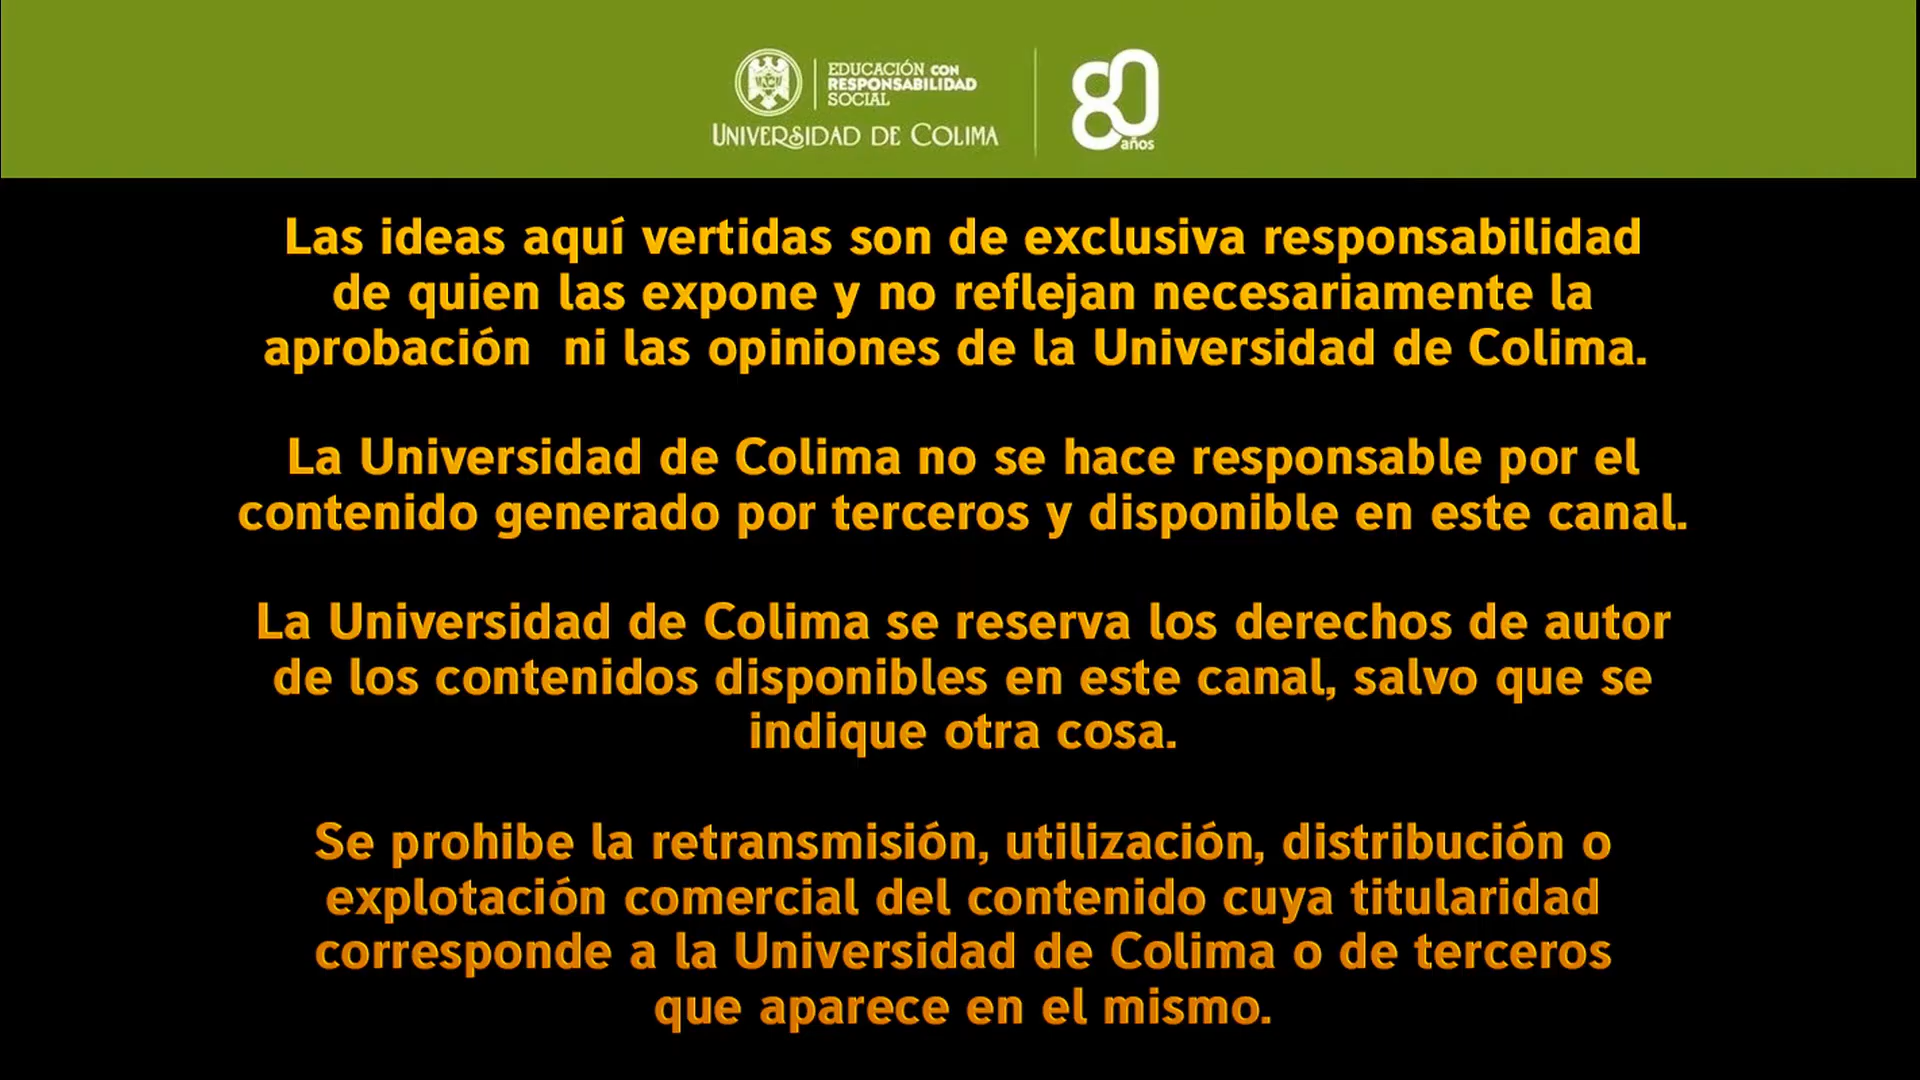 EDUCACIÓN CON
RESPONSABILIDAD
SOCIAL
UNIVERSIDAD DE COLIMA
80
años
Las ideas aquí vertidas son de exclusiva responsabilidad
de quien las expone y no reflejan necesariamente la
aprobación  ni las opiniones de la Universidad de Colima.
La Universidad de Colima no se hace responsable por el
contenido generado por terceros y disponible en este canal.
La Universidad de Colima se reserva los derechos de autor
de los contenidos disponibles en este canal, salvo que se
indique otra cosa.
Se prohibe la retransmisión, utilización, distribución o
explotación comercial del contenido cuya titularidad
corresponde a la Universidad de Colima o de terceros
que aparece en el mismo.